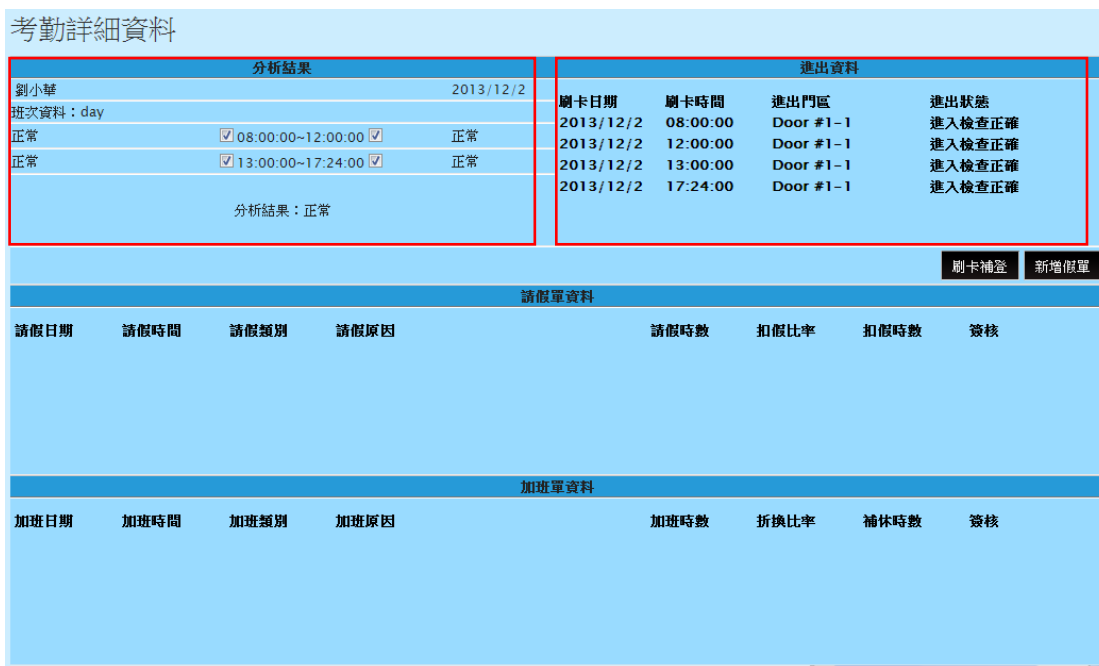 考勤詳細資料
分析結果
劉小華 2013/12/2
班次資料：day
正常 08:00:00~12:00:00 正常
正常 13:00:00~17:24:00 正常
分析結果：正常
進出資料
刷卡日期 刷卡時間 進出門區 進出狀態
2013/12/2 08:00:00 Door #1-1 進入檢查正確
2013/12/2 12:00:00 Door #1-1 進入檢查正確
2013/12/2 13:00:00 Door #1-1 進入檢查正確
2013/12/2 17:24:00 Door #1-1 進入檢查正確
刷卡補登 新增假單
請假單資料
請假日期 請假時間 請假類別 請假原因 請假時數 扣假比率 扣假時數 簽核
加班單資料
加班日期 加班時間 加班類別 加班原因 加班時數 折換比率 補休時數 簽核